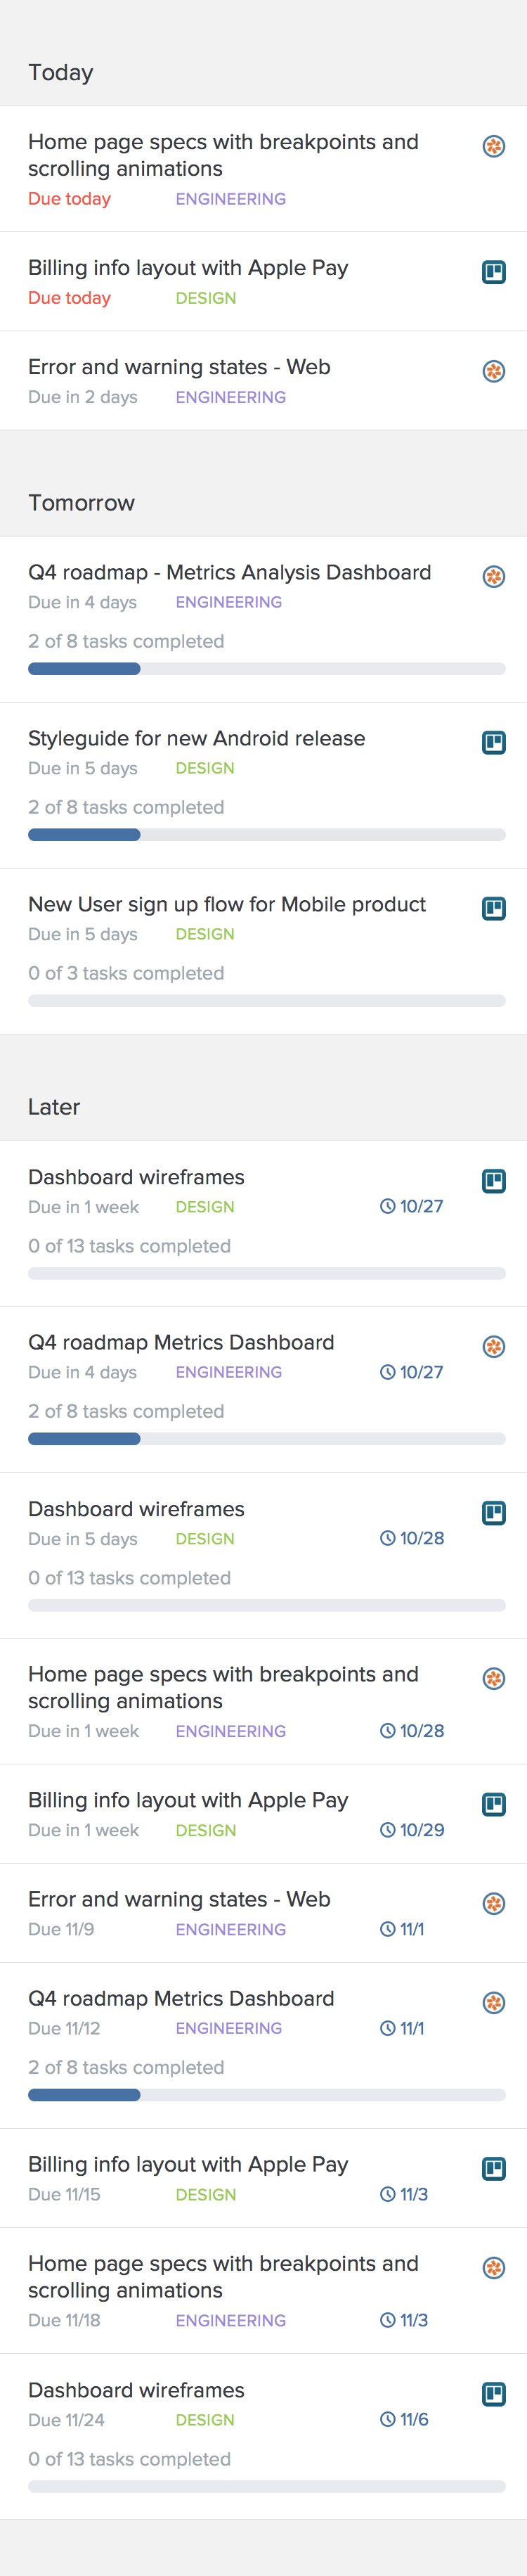 Today
Home page specs with breakpoints and
scrolling animations
Due today ENGINEERING
Billing info layout with Apple Pay
Due today DESIGN
Error and warning states - Web
Due in 2 days ENGINEERING
Tomorrow
Q4 roadmap - Metrics Analysis Dashboard
Due in 4 days ENGINEERING
2 of 8 tasks completed
Styleguide for new Android release
Due in 5 days DESIGN
2 of 8 tasks completed
New User sign up flow for Mobile product
Due in 5 days DESIGN
0 of 3 tasks completed
Later
Dashboard wireframes
Due in 1 week DESIGN 10/27
0 of 13 tasks completed
Q4 roadmap Metrics Dashboard
Due in 4 days ENGINEERING 10/27
2 of 8 tasks completed
Dashboard wireframes
Due in 5 days DESIGN 10/28
0 of 13 tasks completed
Home page specs with breakpoints and
scrolling animations
Due in 1 week ENGINEERING 10/28
Billing info layout with Apple Pay
Due in 1 week DESIGN 10/29
Error and warning states - Web
Due 11/9 ENGINEERING 11/1
Q4 roadmap Metrics Dashboard
Due 11/12 ENGINEERING 11/1
2 of 8 tasks completed
Billing info layout with Apple Pay
Due 11/15 DESIGN 11/3
Home page specs with breakpoints and
scrolling animations
Due 11/18 ENGINEERING 11/3
Dashboard wireframes
Due 11/24 DESIGN 11/6
0 of 13 tasks completed